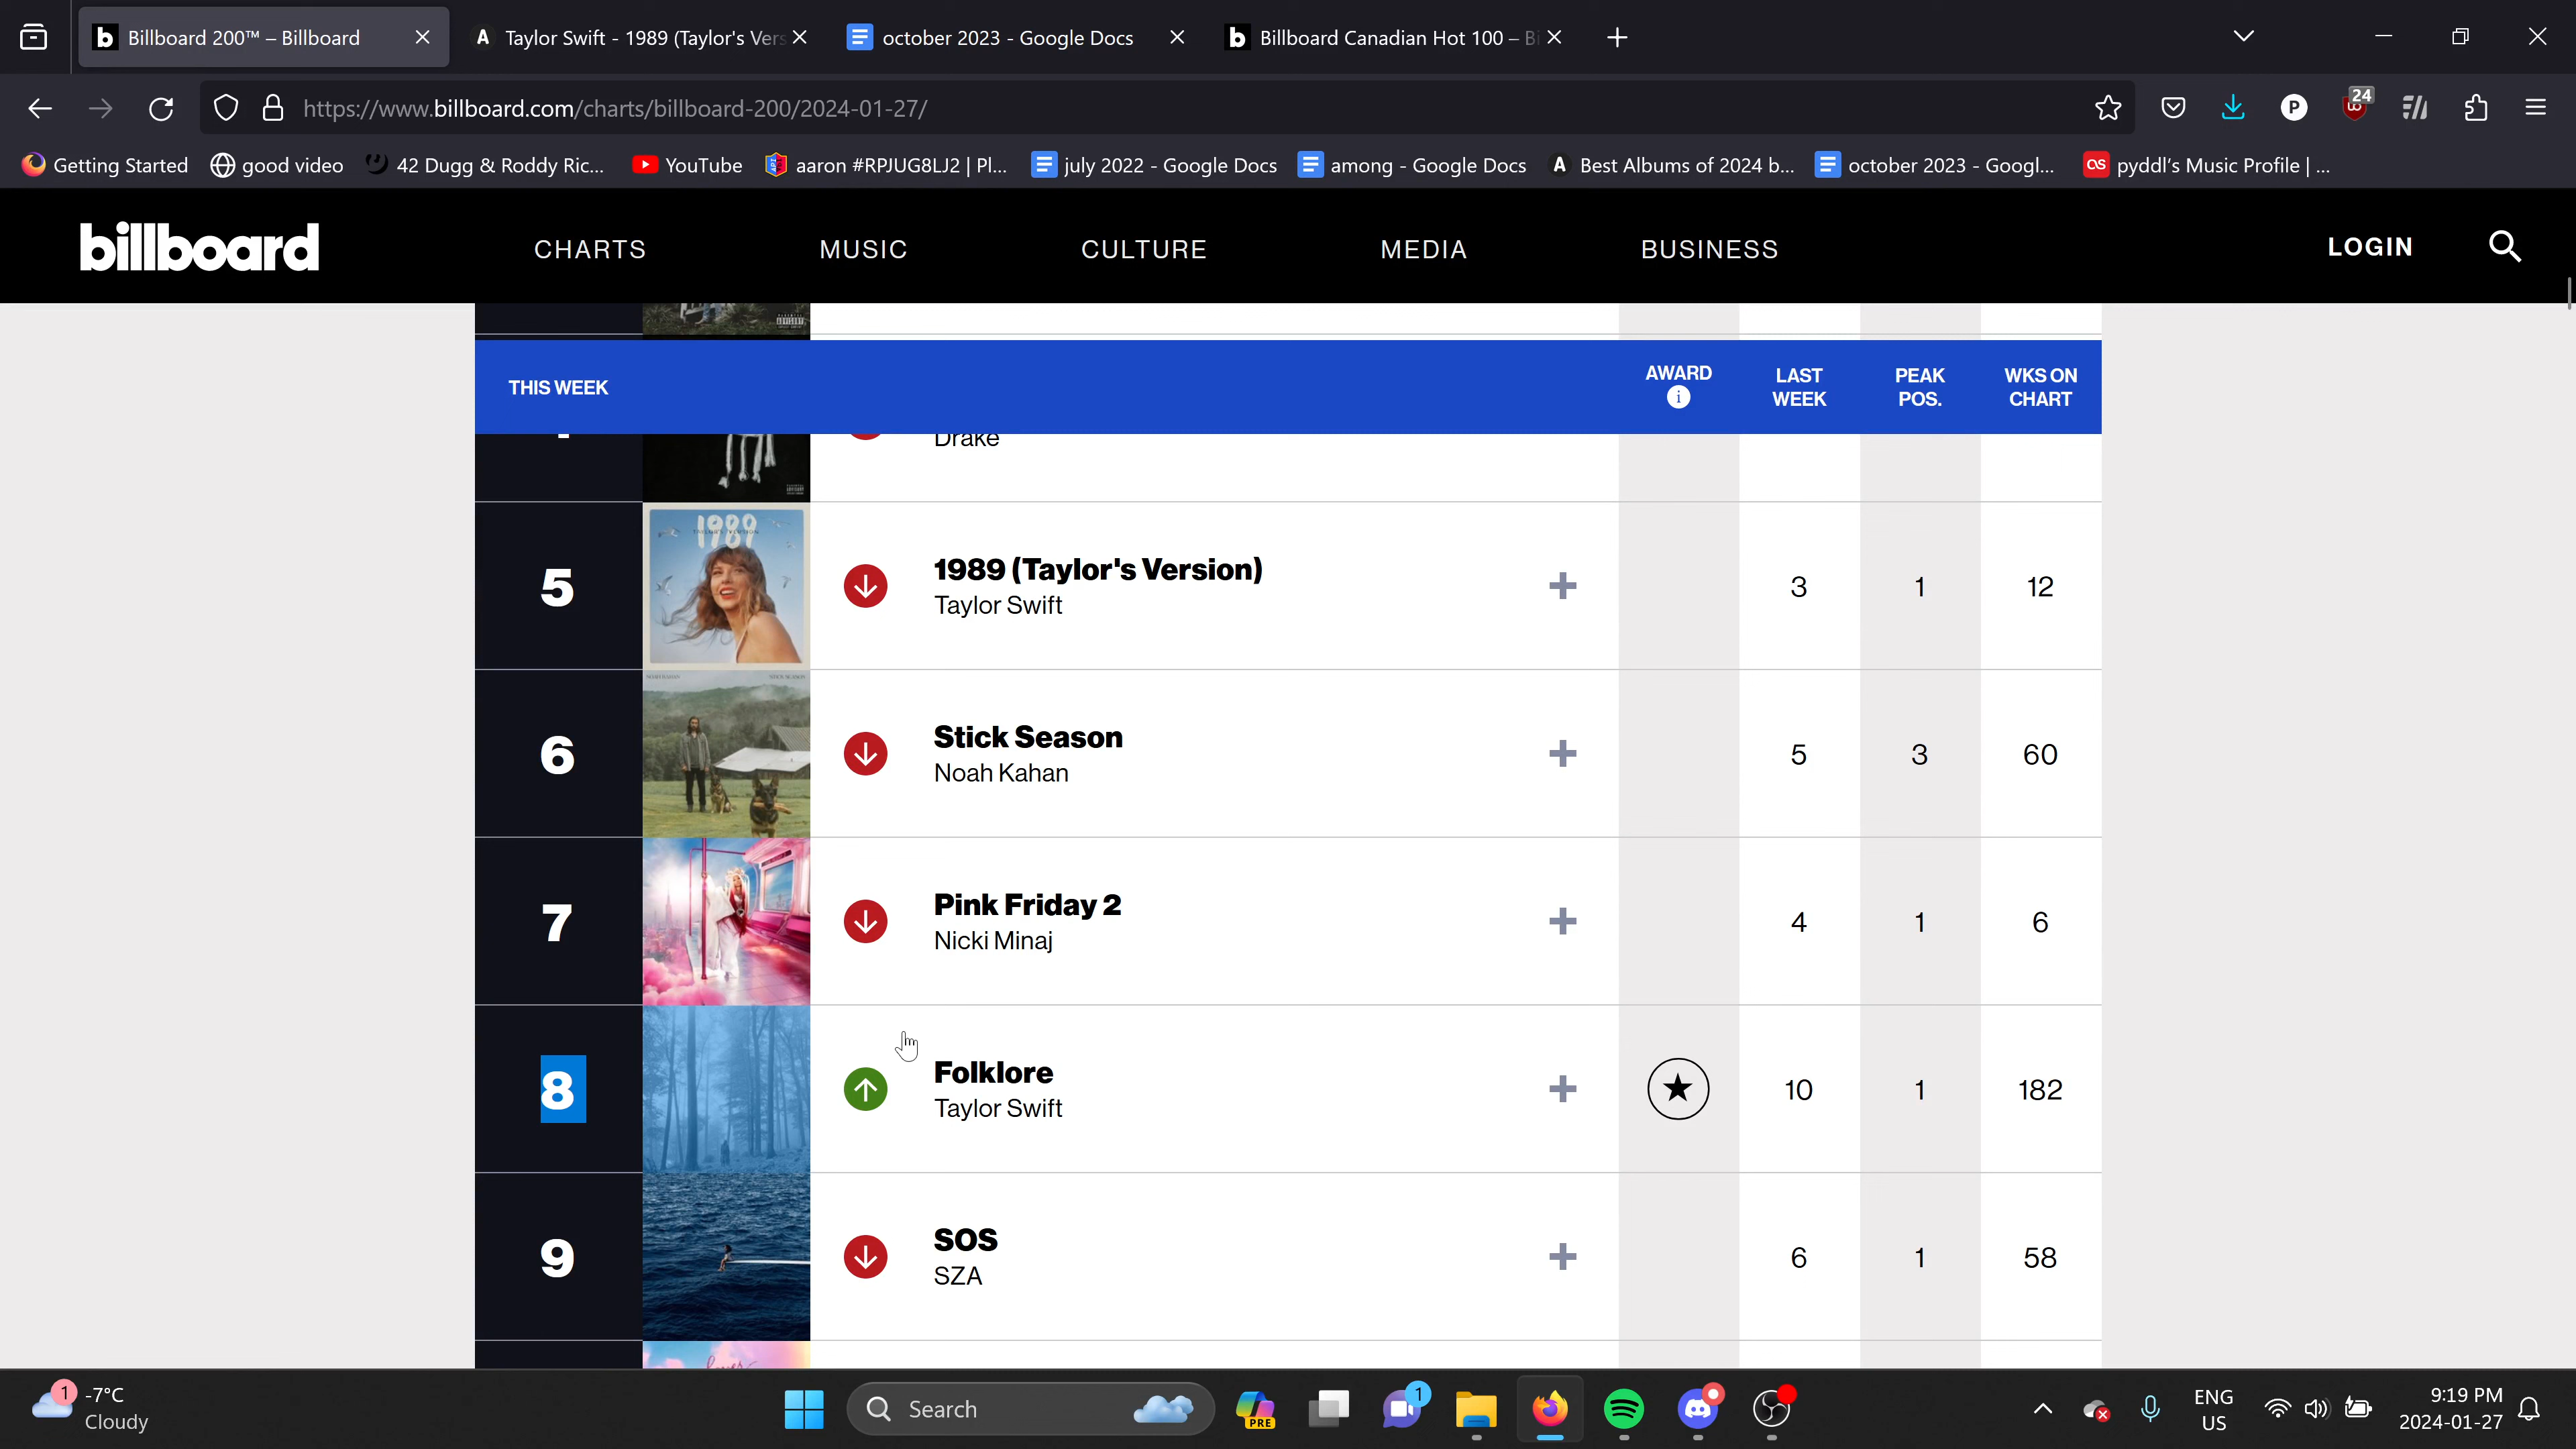 Billboard 200™ – Billboard
Taylor Swift - 1989 (Taylor's Vers
october 2023 - Google Docs
Billboard Canadian Hot 100 – Bi
https://www.billboard.com/charts/billboard-200/2024-01-27/
P
24
Getting Started
good video
42 Dugg & Roddy Ric...
YouTube
aaron #RPJUG8LJ2 | Pl...
july 2022 - Google Docs
among - Google Docs
A Best Albums of 2024 b...
october 2023 - Googl...
pyddl's Music Profile | ...
billboard
CHARTS
MUSIC
CULTURE
MEDIA
BUSINESS
LOGIN
THIS WEEK
AWARD
i
LAST
WEEK
PEAK
POS.
WKS ON
CHART
Drake
5
1989
1989 (Taylor's Version)
Taylor Swift
3
1
12
6
Stick Season
Noah Kahan
5
3
60
7
Pink Friday 2
Nicki Minaj
4
1
6
8
Folklore
Taylor Swift
10
1
182
9
SOS
SZA
6
1
58
1
-7°C
Cloudy
Search
PRE
1
ENG
US
9:19 PM
2024-01-27